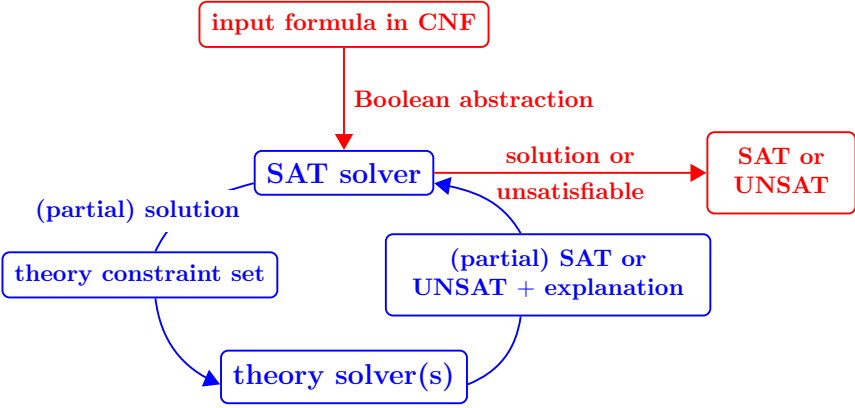 input formula in CNF
Boolean abstraction
SAT solver
solution or
unsatisfiable
SAT or
UNSAT
(partial) solution
theory constraint set
(partial) SAT or
UNSAT + explanation
theory solver(s)